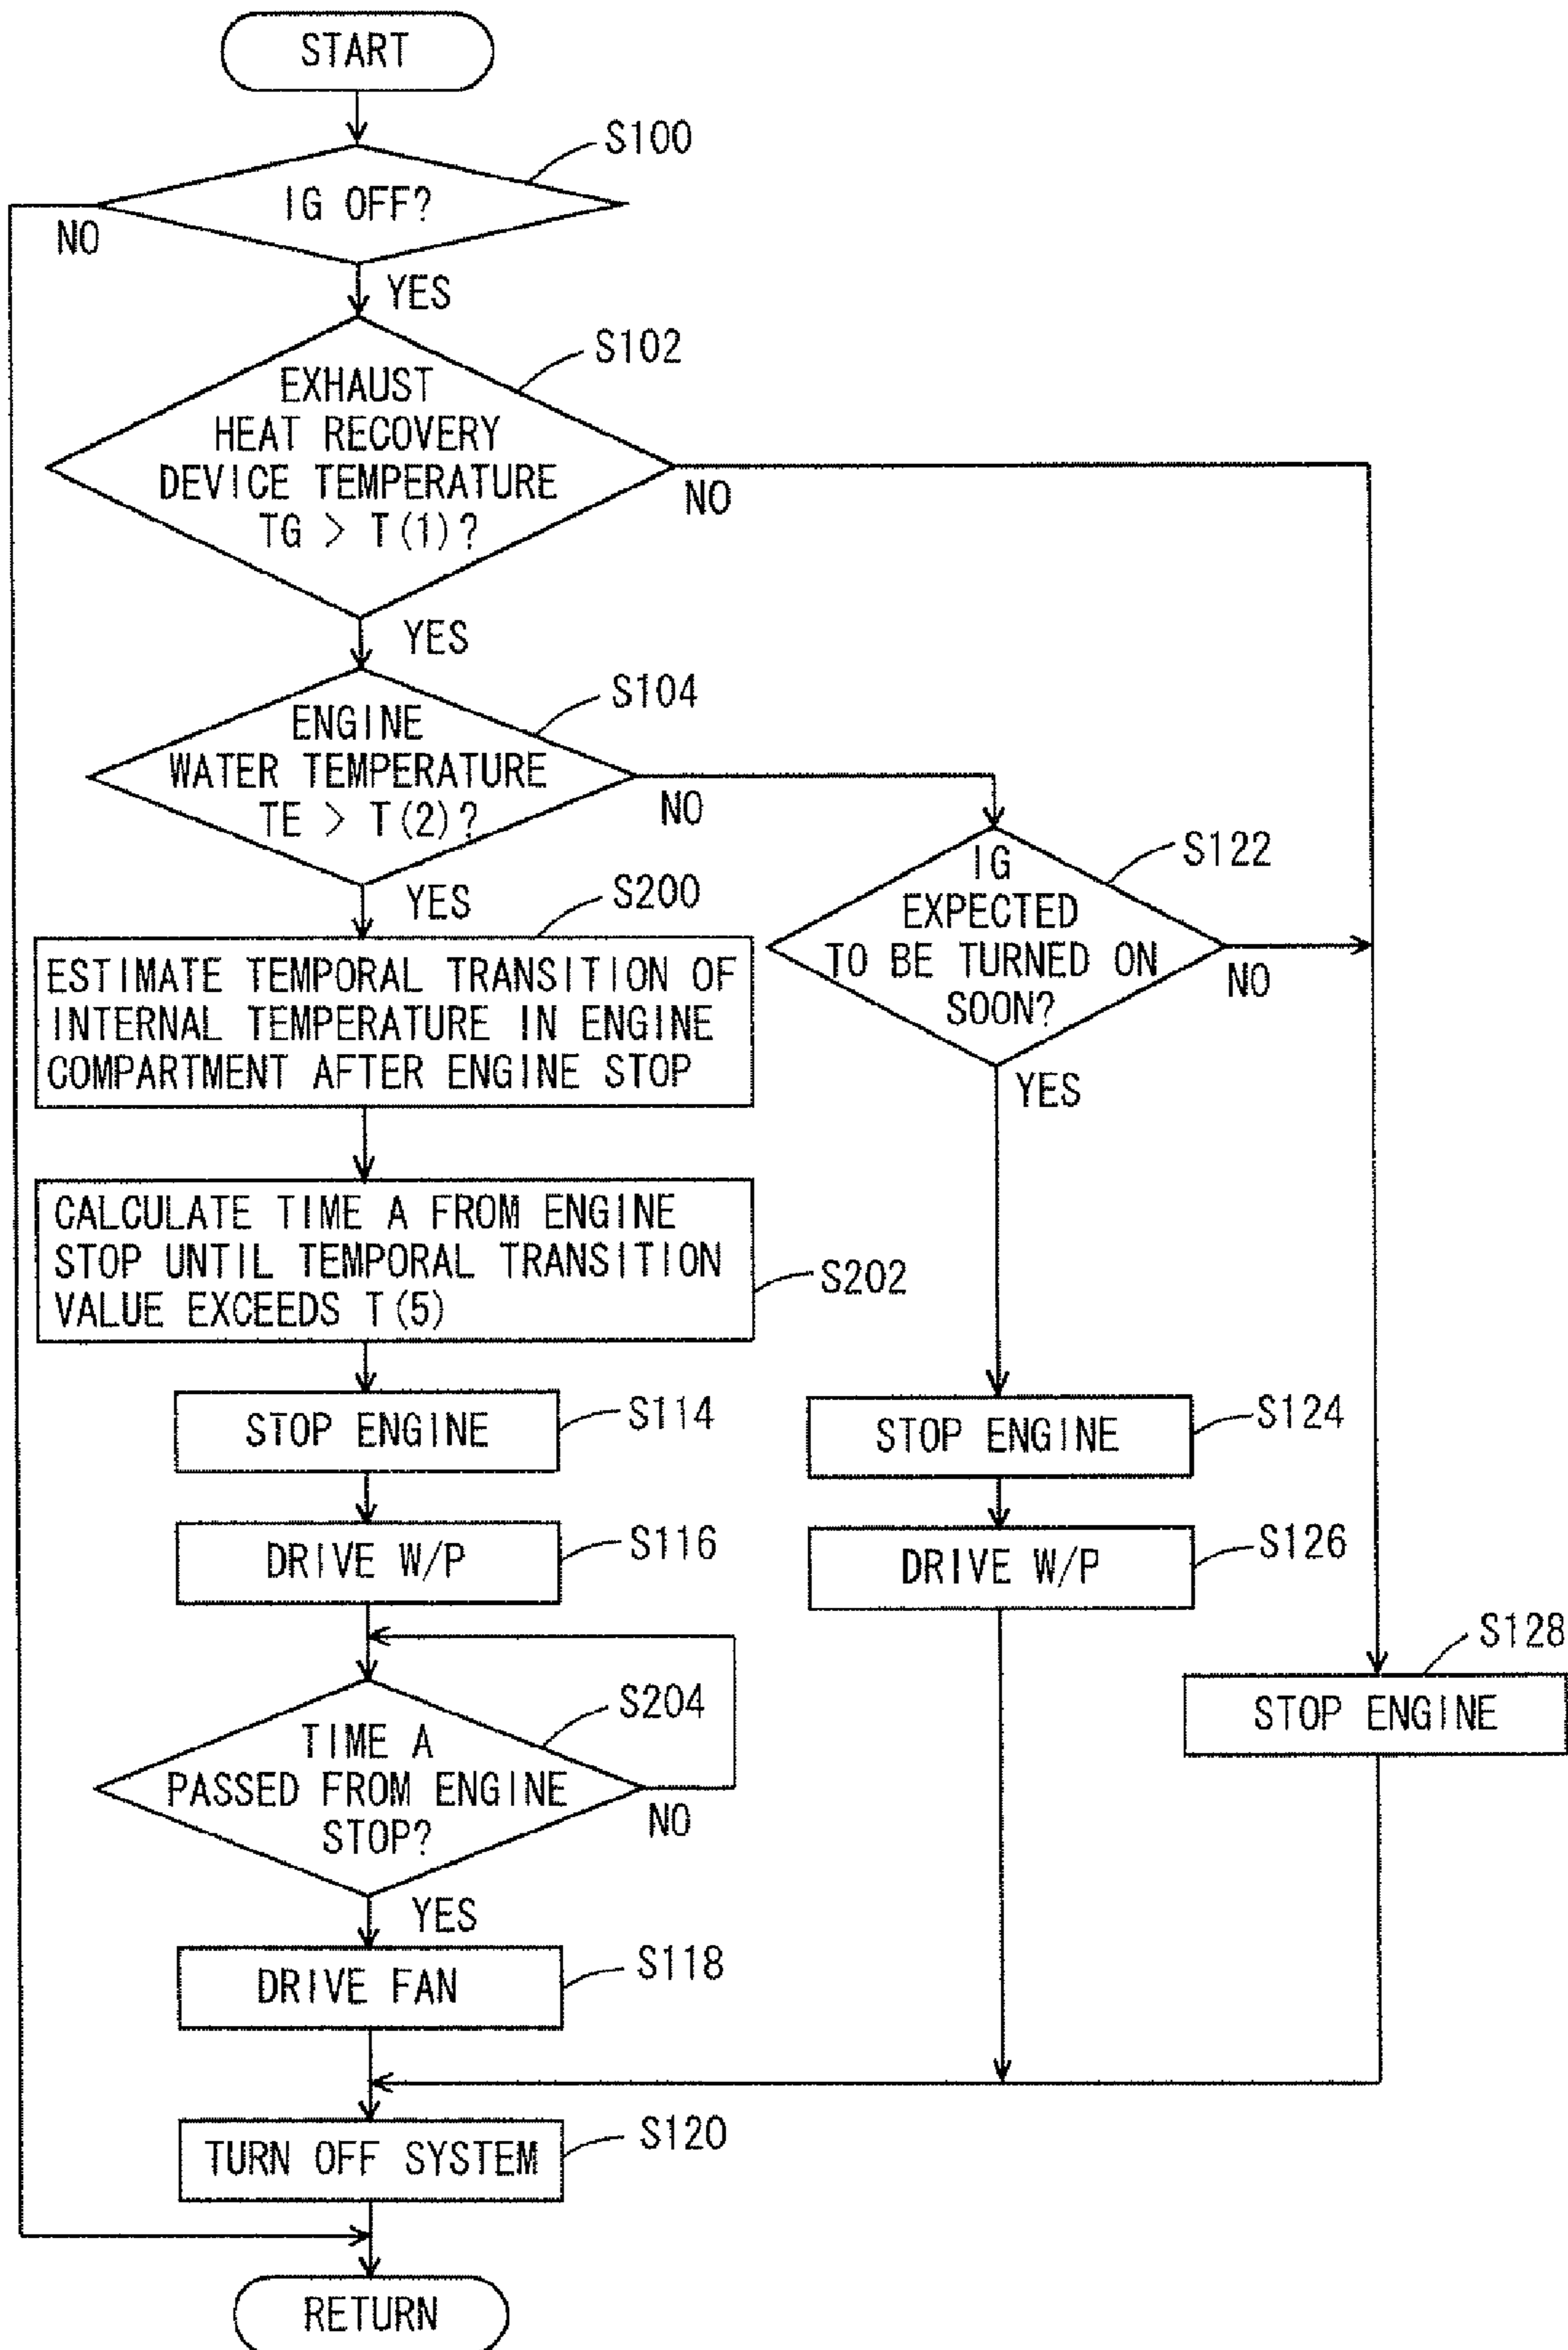 START
S100
IG OFF?
NO
YES
S102
EXHAUST
HEAT RECOVERY
DEVICE TEMPERATURE
TG > T(1)?
NO
YES
S104
ENGINE
WATER TEMPERATURE
TE > T(2)?
NO
YES
S122
IG
EXPECTED
TO BE TURNED ON
SOON?
NO
YES
S200
ESTIMATE TEMPORAL TRANSITION OF
INTERNAL TEMPERATURE IN ENGINE
COMPARTMENT AFTER ENGINE STOP
CALCULATE TIME A FROM ENGINE
STOP UNTIL TEMPORAL TRANSITION
VALUE EXCEEDS T(5)
S202
STOP ENGINE
S114
STOP ENGINE
S124
DRIVE W/P
S116
DRIVE W/P
S126
S128
STOP ENGINE
S204
TIME A
PASSED FROM ENGINE
STOP?
NO
YES
DRIVE FAN
S118
TURN OFF SYSTEM
S120
RETURN